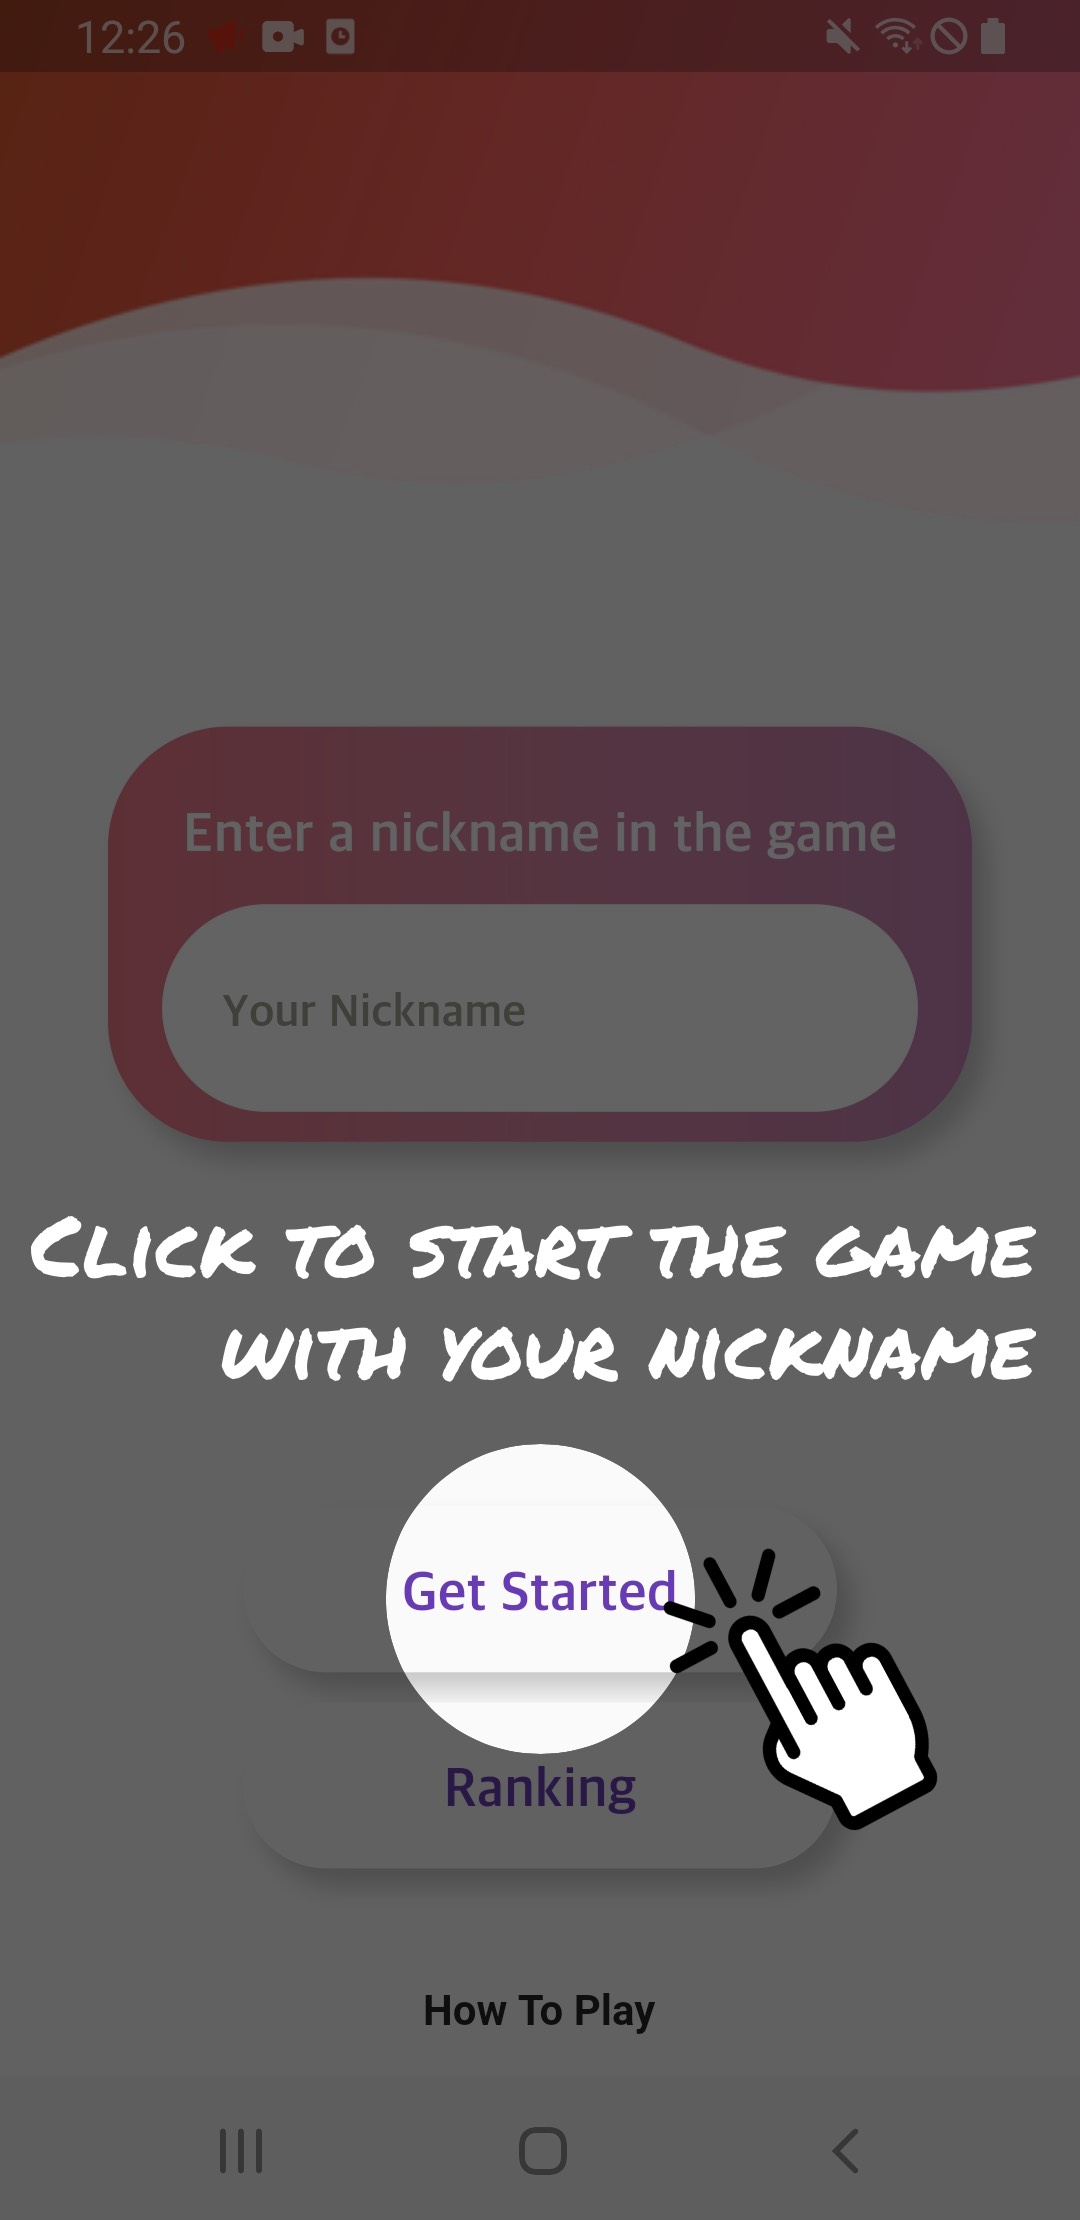 12:26
Enter a nickname in the game
Your Nickname
CLICK TO START THE GAME
WITH YOUR NICKNAME
Get Started
Ranking
How To Play